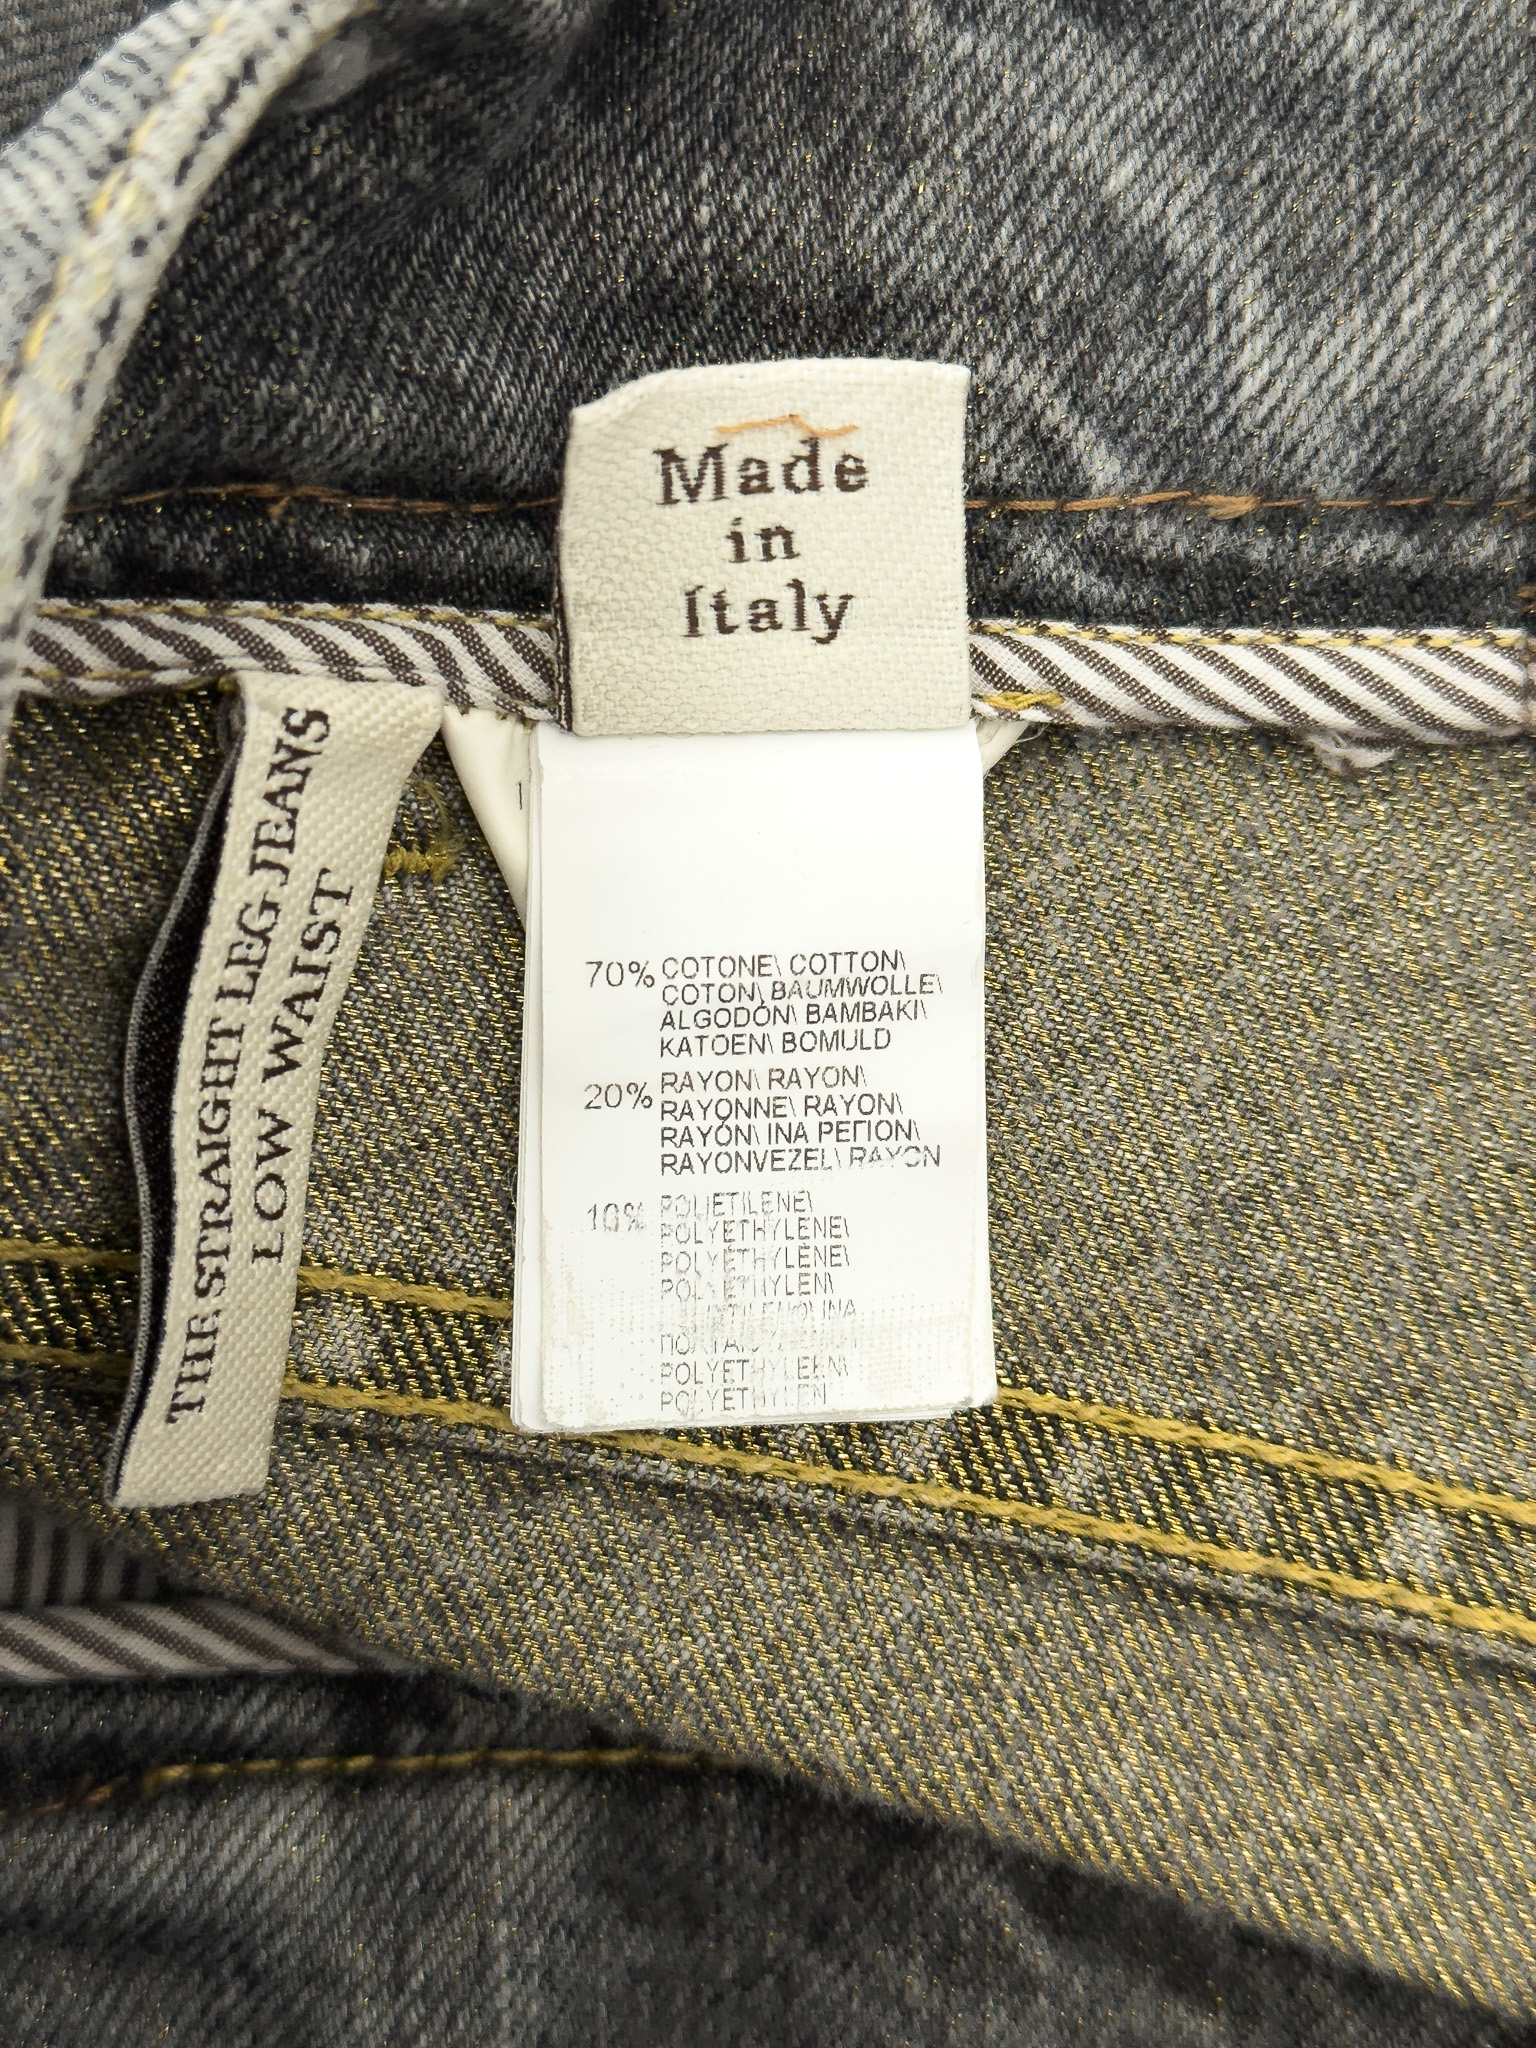 Made
in
Italy
THE STRAIGHT LEG JEANS
LOW WAIST
70% COTONE\ COTTON\
COTON\ BAUMWOLLE\
ALGODÓN\ BAMBAKI\
KATOEN\ BOMULD
20% RAYON\ RAYON\
RAYONNE\ RAYON\
RAYÓN\ INA ΡΕΓΙΟΝ\
RAYONVEZEL\ RAYON
10% POLIETILENE\
POLYETHYLENE\
POLYÉTHYLÈNE\
POLYETHYLEN\
POLYETHYLEEN\
POLYETHYLEN